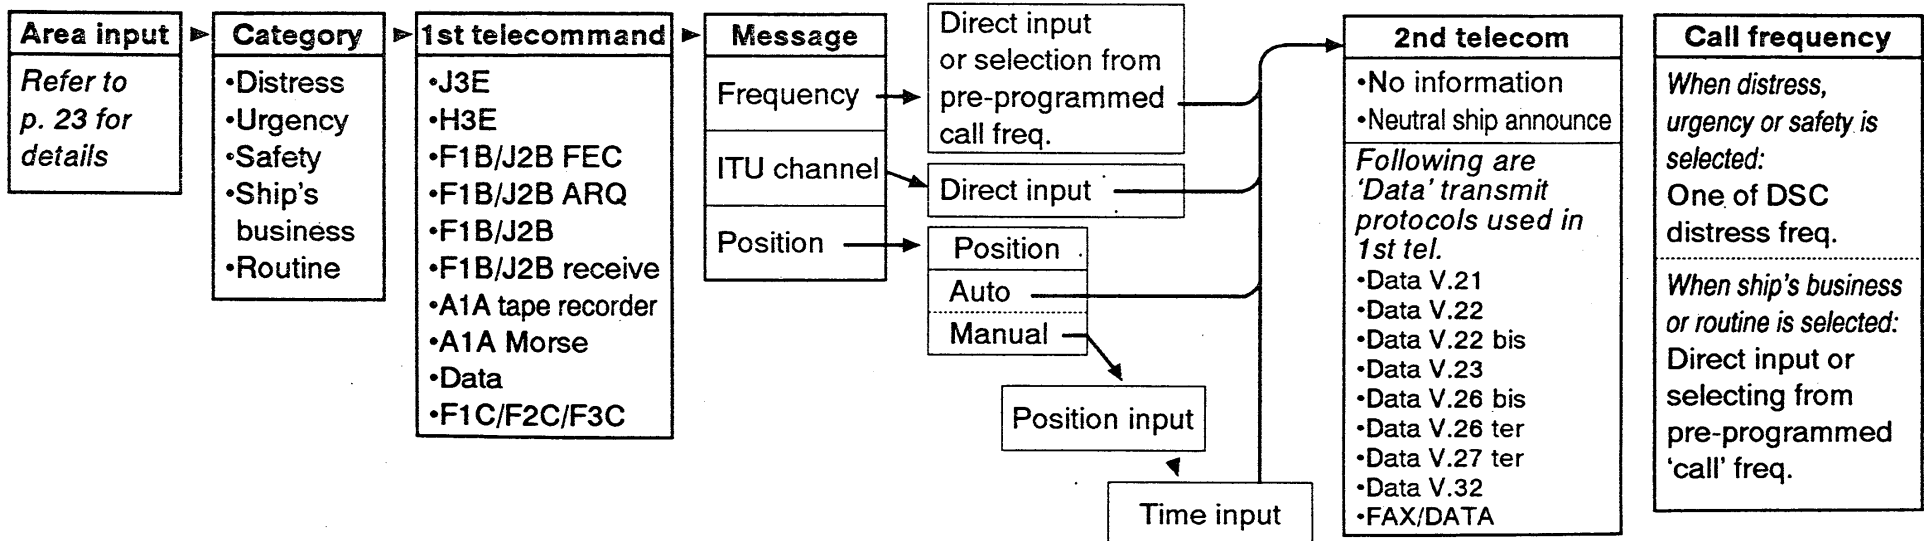 Area input
Refer to
p. 23 for
details
Category
•Distress
•Urgency
•Safety
•Ship's
business
•Routine
1st telecommand
•J3E
•H3E
•F1B/J2B FEC
•F1B/J2B ARQ
•F1B/J2B
•F1B/J2B receive
•A1A tape recorder
•A1A Morse
•Data
•F1C/F2C/F3C
Message
Frequency
ITU channel
Position
Direct input
or selection from
pre-programmed
call freq.
Direct input
Position
Auto
Manual
Position input
Time input
2nd telecom
•No information
•Neutral ship announce
Following are
'Data' transmit
protocols used in
1st tel.
•Data V.21
•Data V.22
•Data V.22 bis
•Data V.23
•Data V.26 bis
•Data V.26 ter
•Data V.27 ter
•Data V.32
•FAX/DATA
Call frequency
When distress,
urgency or safety is
selected:
One of DSC
distress freq.
When ship's business
or routine is selected:
Direct input or
selecting from
pre-programmed
'call' freq.